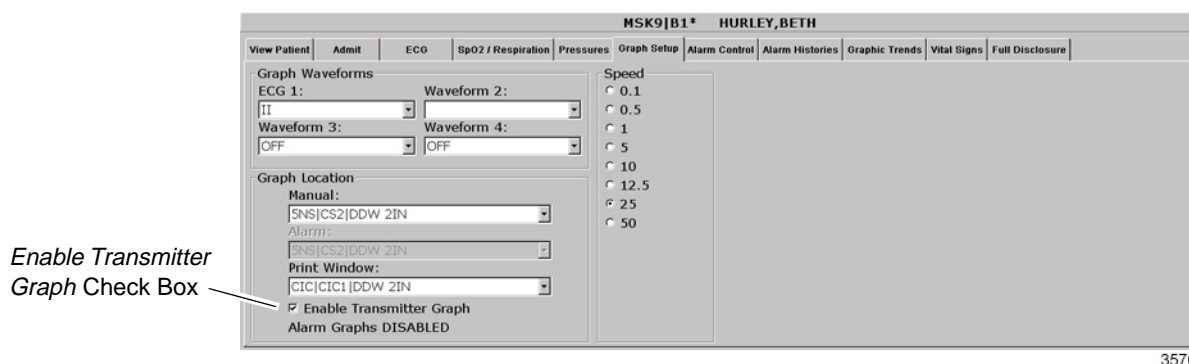 MSK9|B1* HURLEY,BETH
View Patient Admit ECG SpO2 / Respiration Pressures Graph Setup Alarm Control Alarm Histories Graphic Trends Vital Signs Full Disclosure
Graph Waveforms
ECG 1: Waveform 2:
II
Waveform 3: Waveform 4:
OFF OFF
Graph Location
Manual:
5NS|CS2|DDW 2IN
Alarm:
5NS|CS2|DDW 2IN
Print Window:
CIC|CIC1|DDW 2IN
Enable Transmitter Graph
Alarm Graphs DISABLED
Speed
0.1
0.5
1
5
10
12.5
25
50
Enable Transmitter
Graph Check Box